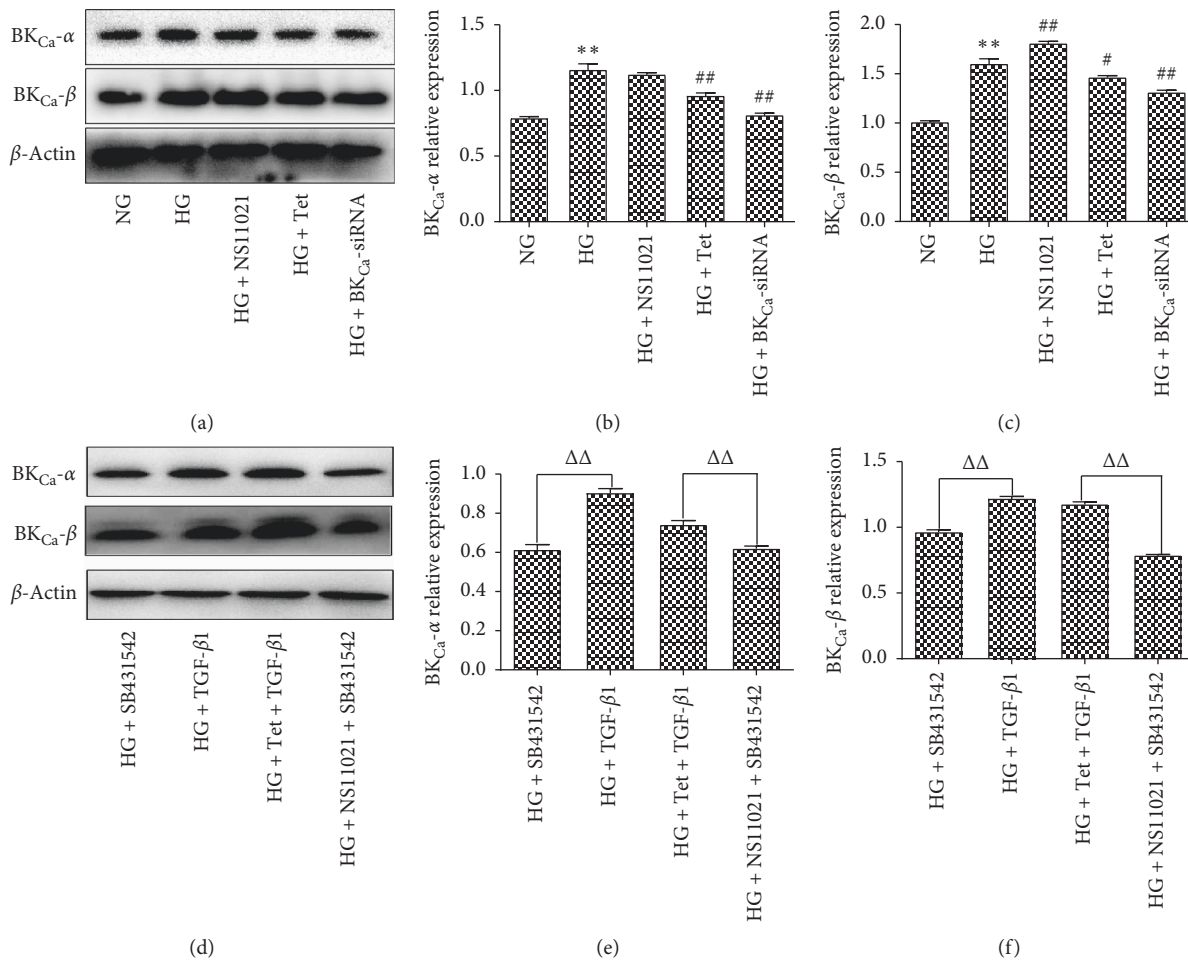 BKCa-α
BKCa-β
β-Actin
NG
HG
HG + NS11021
HG + Tet
HG + BKCa-siRNA
(a)
BKCa-α relative expression
1.5
1.0
0.5
0.0
**
##
##
NG
HG
HG + NS11021
HG + Tet
HG + BKCa-siRNA
(b)
BKCa-β relative expression
2.0
1.5
1.0
0.5
0.0
**
##
#
##
NG
HG
HG + NS11021
HG + Tet
HG + BKCa-siRNA
(c)
BKCa-α
BKCa-β
β-Actin
HG + SB431542
HG + TGF-β1
HG + Tet + TGF-β1
HG + NS11021 + SB431542
(d)
BKCa-α relative expression
1.0
0.8
0.6
0.4
0.2
0.0
ΔΔ
ΔΔ
HG + SB431542
HG + TGF-β1
HG + Tet + TGF-β1
HG + NS11021 + SB431542
(e)
BKCa-β relative expression
1.5
1.0
0.5
0.0
ΔΔ
ΔΔ
HG + SB431542
HG + TGF-β1
HG + Tet + TGF-β1
HG + NS11021 + SB431542
(f)